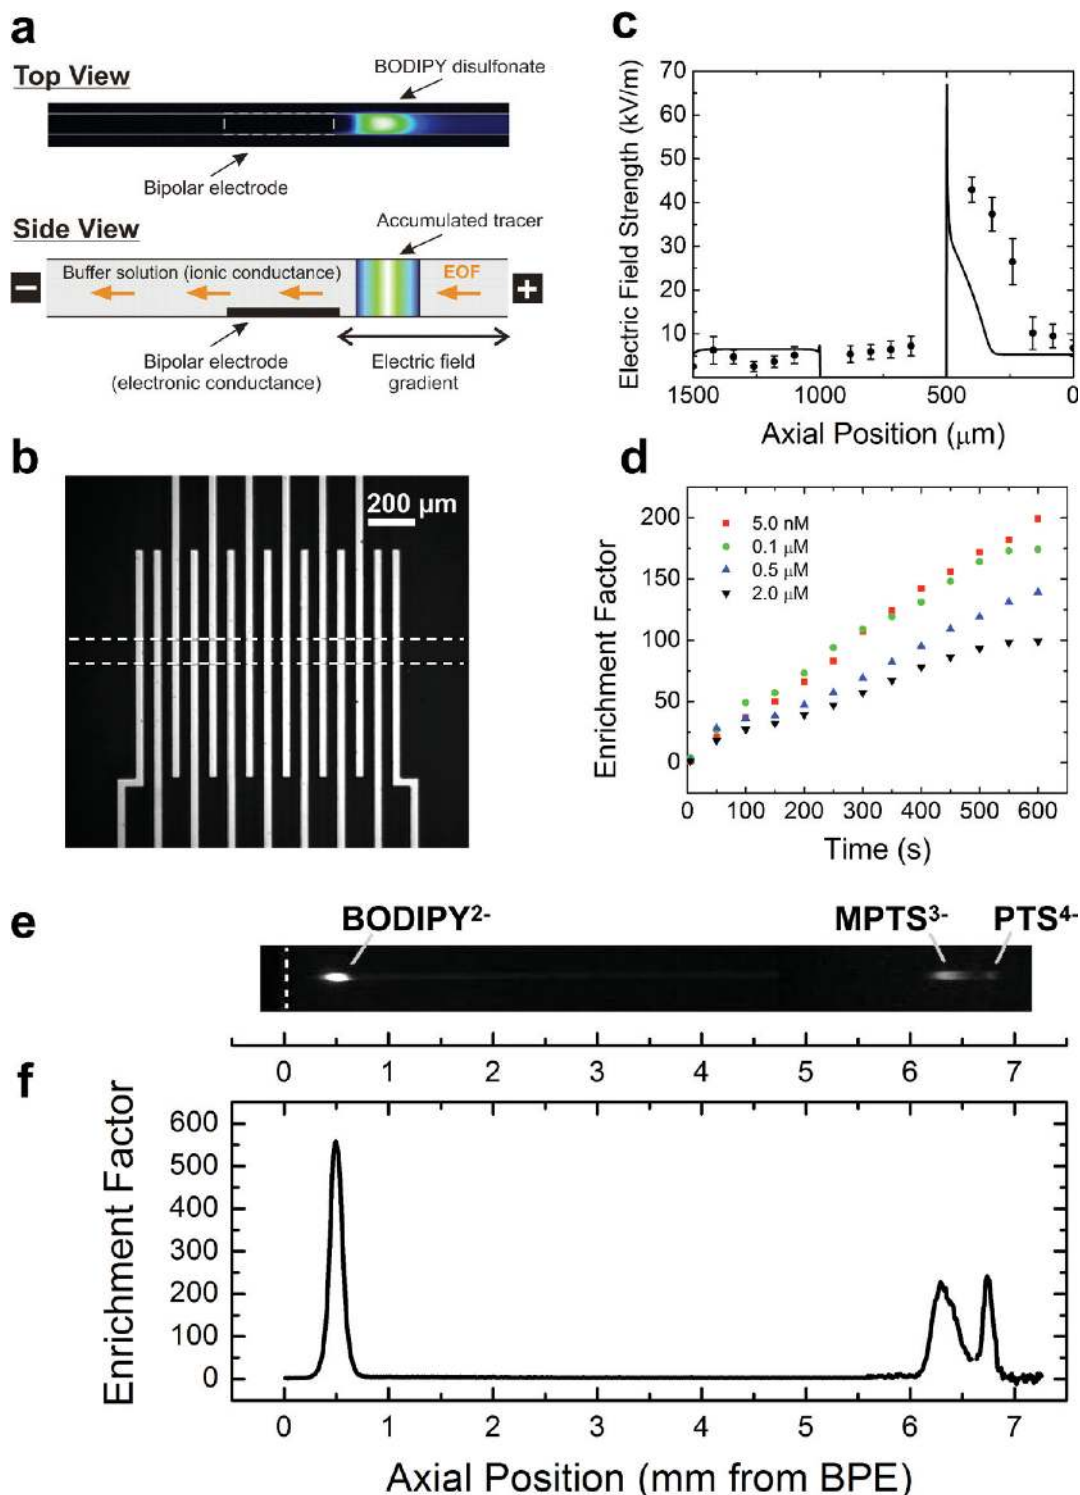 a
Top View
BODIPY disulfonate
Bipolar electrode
Side View
Accumulated tracer
Buffer solution (ionic conductance)
EOF
−
+
Bipolar electrode
(electronic conductance)
Electric field
gradient
b
200 µm
c
Electric Field Strength (kV/m)
70
60
50
40
30
20
10
1500
1000
500
0
Axial Position (µm)
d
Enrichment Factor
200
150
100
50
0
5.0 nM
0.1 µM
0.5 µM
2.0 µM
0
100
200
300
400
500
600
Time (s)
e
BODIPY²⁻
MPTS³⁻
PTS⁴⁻
0 1 2 3 4 5 6 7
f
Enrichment Factor
600
500
400
300
200
100
0
0 1 2 3 4 5 6 7
Axial Position (mm from BPE)